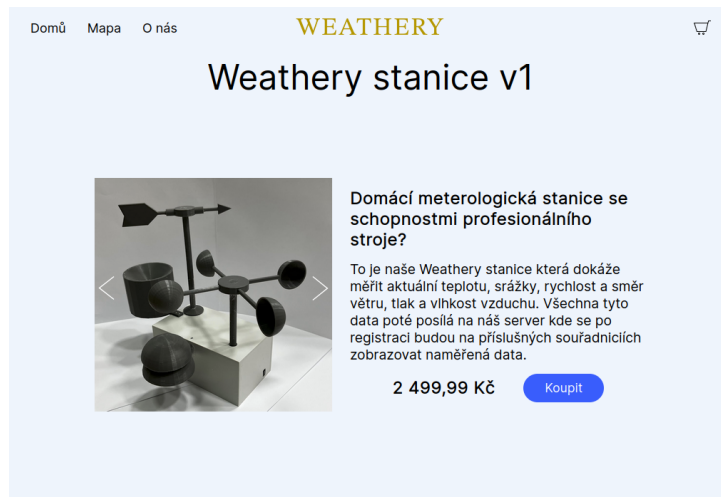 Domů Mapa O nás WEATHERY
Weathery stanice v1
Domácí meterologická stanice se
schopnostmi profesionálního
stroje?
To je naše Weathery stanice která dokáže
měřit aktuální teplotu, srážky, rychlost a směr
větru, tlak a vlhkost vzduchu. Všechna tyto
data poté posílá na náš server kde se po
registraci budou na příslušných souřadniciích
zobrazovat naměřená data.
2 499,99 Kč Koupit